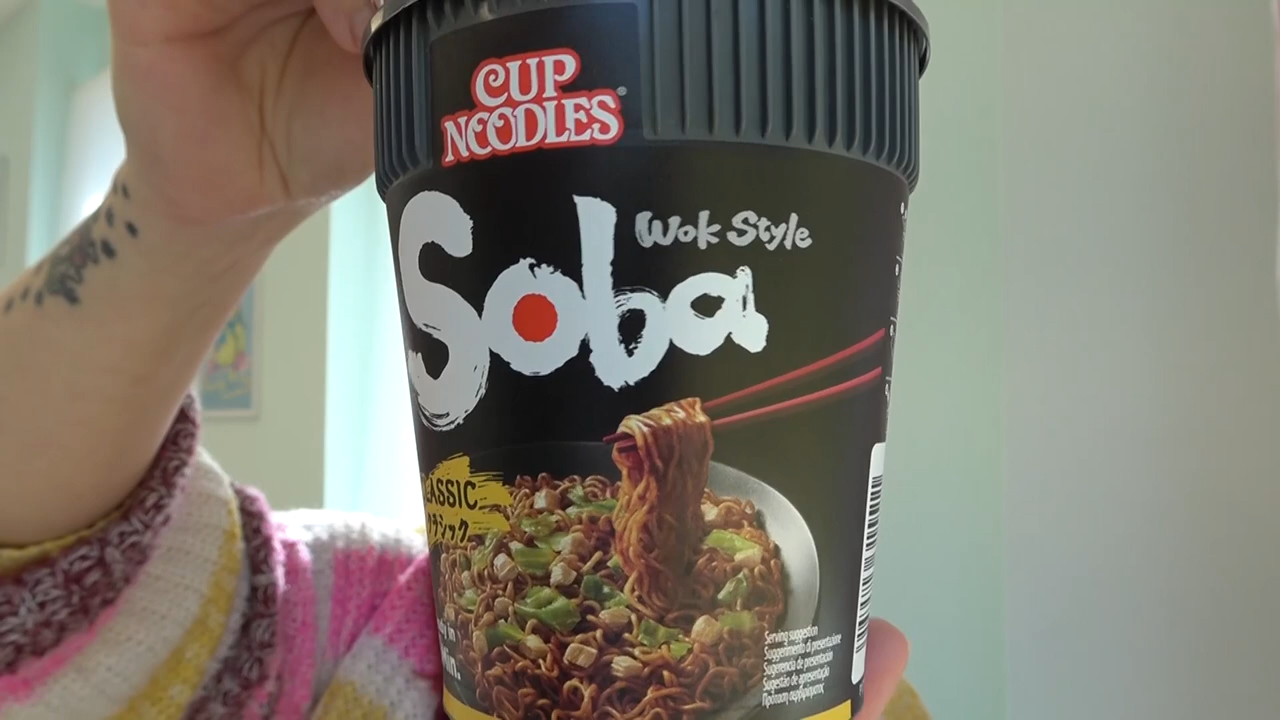 CUP
NOODLES
Wok Style
Soba
CLASSIC
クラシック
in
Serving suggestion
Suggerimento di presentazione
Sugerencia de presentación
Sugestão de apresentação
Πρόταση σερβιρίσματος